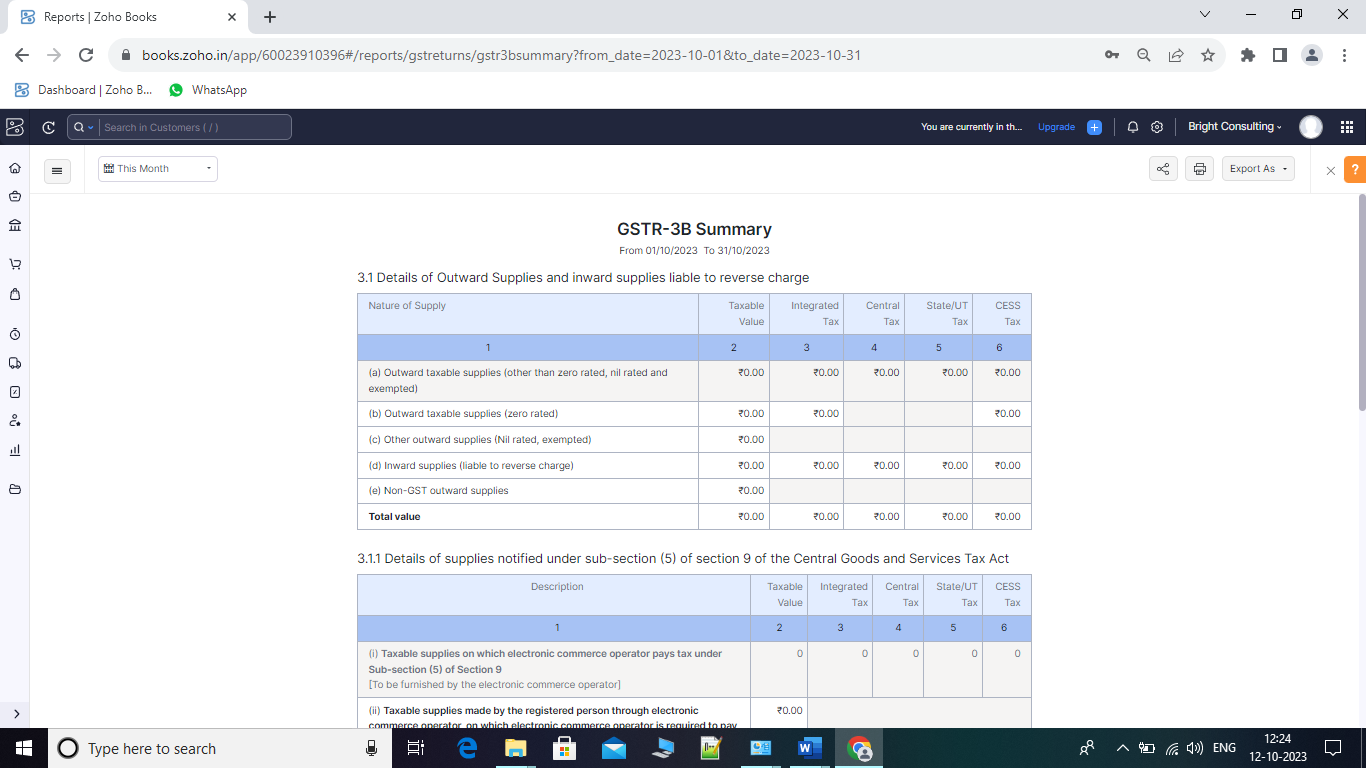 Reports | Zoho Books
books.zoho.in/app/60023910396#/reports/gstreturns/gstr3bsummary?from_date=2023-10-01&to_date=2023-10-31
Dashboard | Zoho B... WhatsApp
Search in Customers ( / ) You are currently in th... Upgrade Bright Consulting
This Month Export As ?
GSTR-3B Summary
From 01/10/2023 To 31/10/2023
3.1 Details of Outward Supplies and inward supplies liable to reverse charge
Nature of Supply Taxable Integrated Central State/UT CESS
Value Tax Tax Tax Tax
1 2 3 4 5 6
(a) Outward taxable supplies (other than zero rated, nil rated and ₹0.00 ₹0.00 ₹0.00 ₹0.00 ₹0.00
exempted)
(b) Outward taxable supplies (zero rated) ₹0.00 ₹0.00 ₹0.00
(c) Other outward supplies (Nil rated, exempted) ₹0.00
(d) Inward supplies (liable to reverse charge) ₹0.00 ₹0.00 ₹0.00 ₹0.00 ₹0.00
(e) Non-GST outward supplies ₹0.00
Total value ₹0.00 ₹0.00 ₹0.00 ₹0.00 ₹0.00
3.1.1 Details of supplies notified under sub-section (5) of section 9 of the Central Goods and Services Tax Act
Description Taxable Integrated Central State/UT CESS
Value Tax Tax Tax Tax
1 2 3 4 5 6
(i) Taxable supplies on which electronic commerce operator pays tax under 0 0 0 0 0
Sub-section (5) of Section 9
[To be furnished by the electronic commerce operator]
(ii) Taxable supplies made by the registered person through electronic ₹0.00
commerce operator, on which electronic commerce operator is required to pay
Type here to search ENG 12:24
12-10-2023